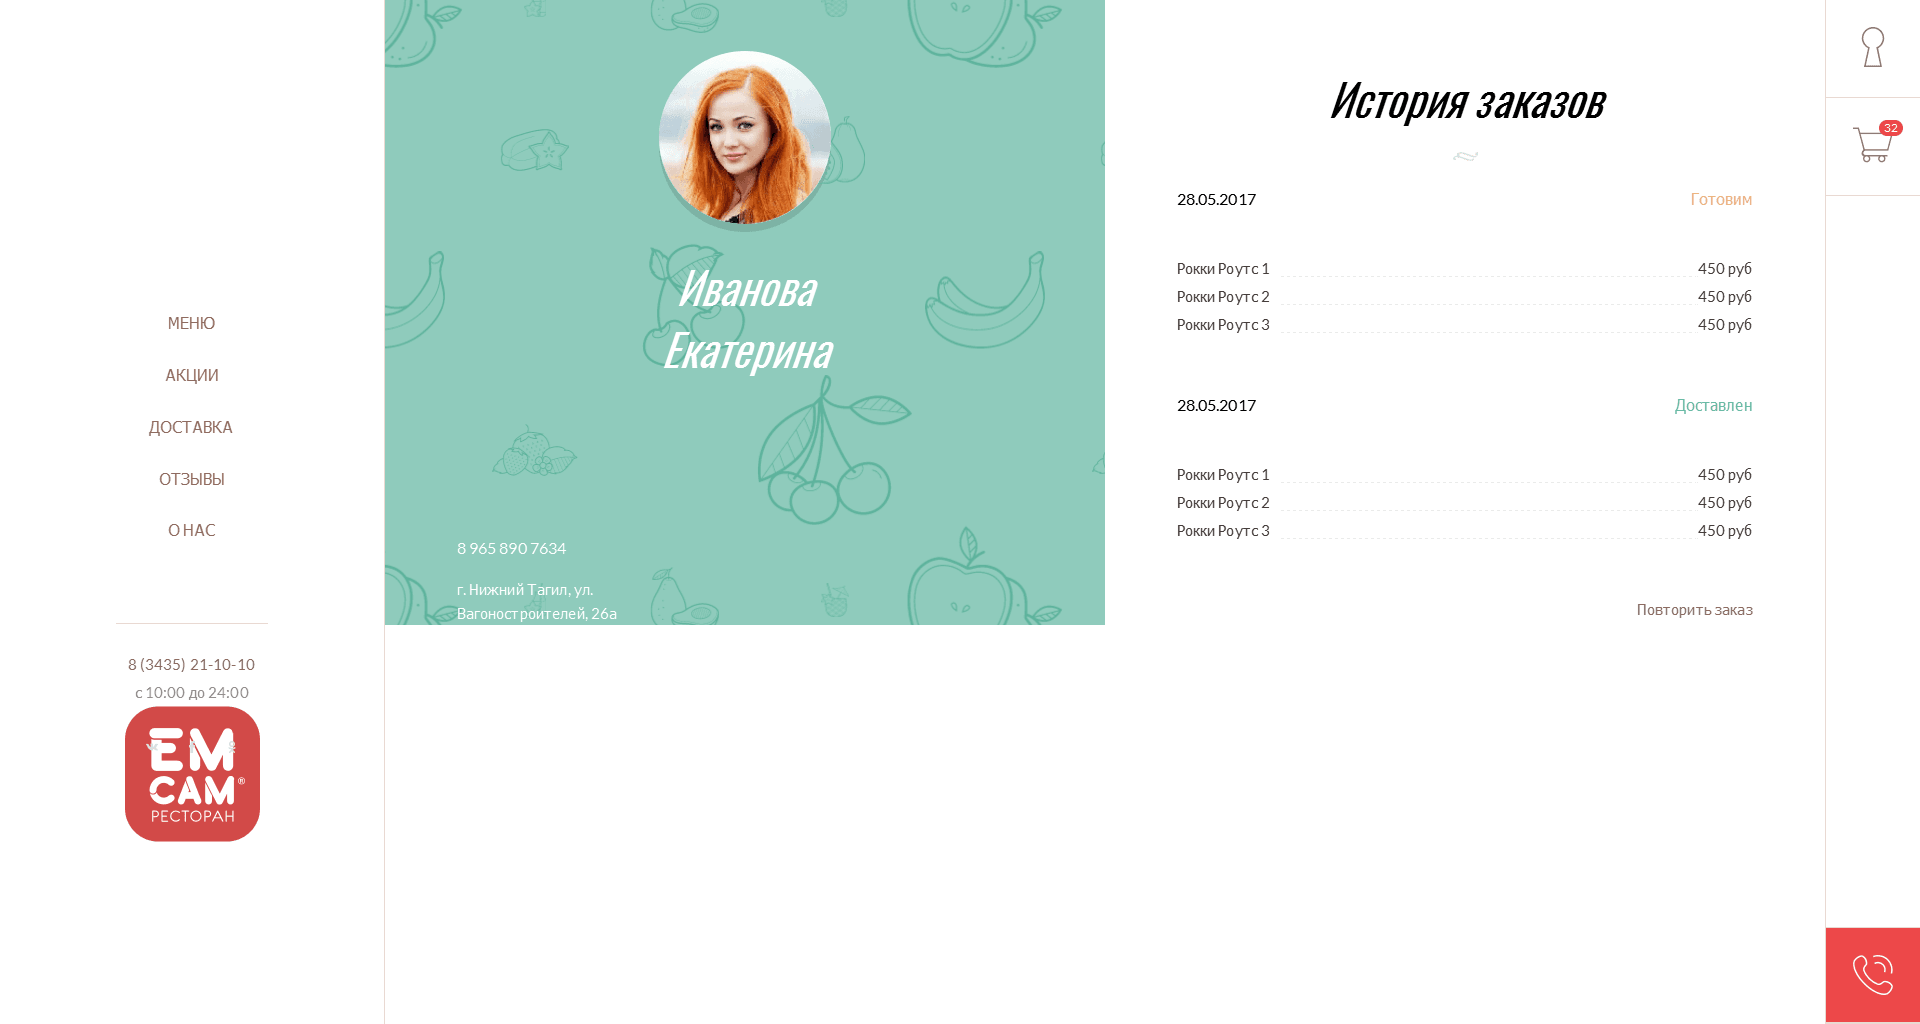 МЕНЮ
АКЦИИ
ДОСТАВКА
ОТЗЫВЫ
О НАС
8 (3435) 21-10-10
с 10:00 до 24:00
ЕМ
САМ®
РЕСТОРАН
Иванова
Екатерина
8 965 890 7634
г. Нижний Тагил, ул.
Вагоностроителей, 26а
История заказов
28.05.2017 Готовим
Рокки Роутс 1 450 руб
Рокки Роутс 2 450 руб
Рокки Роутс 3 450 руб
28.05.2017 Доставлен
Рокки Роутс 1 450 руб
Рокки Роутс 2 450 руб
Рокки Роутс 3 450 руб
Повторить заказ
32